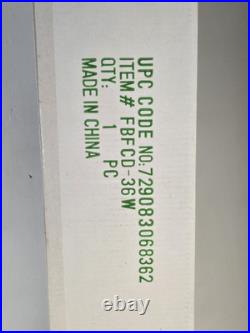 UPC CODE NO:729083068362
ITEM# FBFCD-36W
QTY: 1 PC
MADE IN CHINA